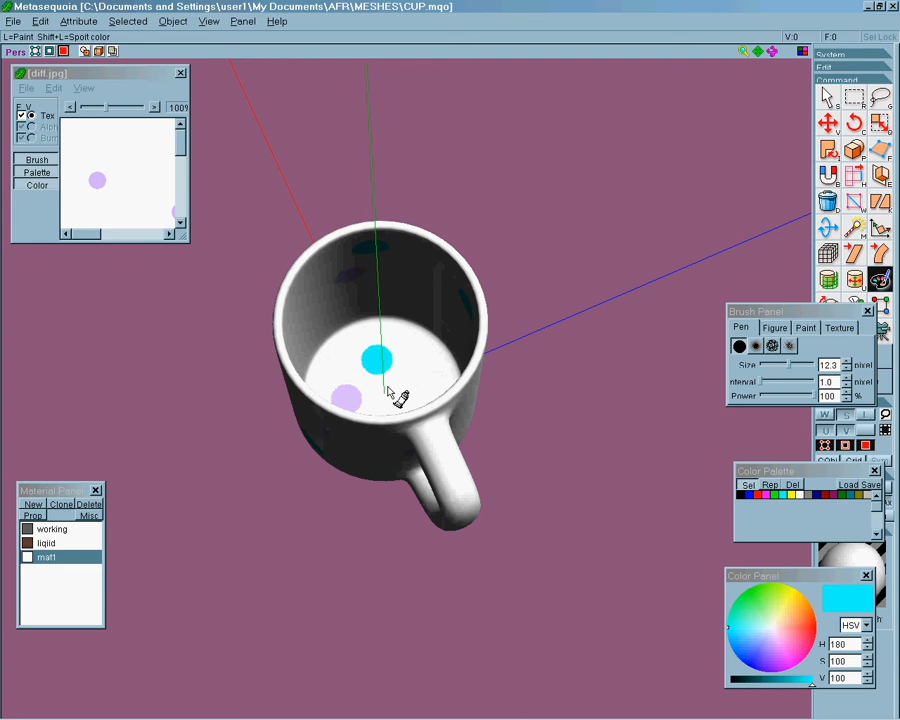 Metasequoia [C:\Documents and Settings\user1\My Documents\AFR\MESHES\CUP.mqo]
File Edit Attribute Selected Object View Panel Help
L=Paint Shift+L=Spoit color V:0 F:0 Sel Lock
Pers
System
Edit
Command
[diff.jpg]
File Edit View
F V
Tex
100%
Brush
Palette
Color
Brush Panel
Pen Figure Paint Texture
Size 12.3 pixel
Interval 1.0 pixel
Power 100 %
Color Palette
Sel Rep Del Load Save
Material Panel
New Clone Delete
Prop Misc
working
liqiid
mat1
Color Panel
HSV
H 180
S 100
V 100